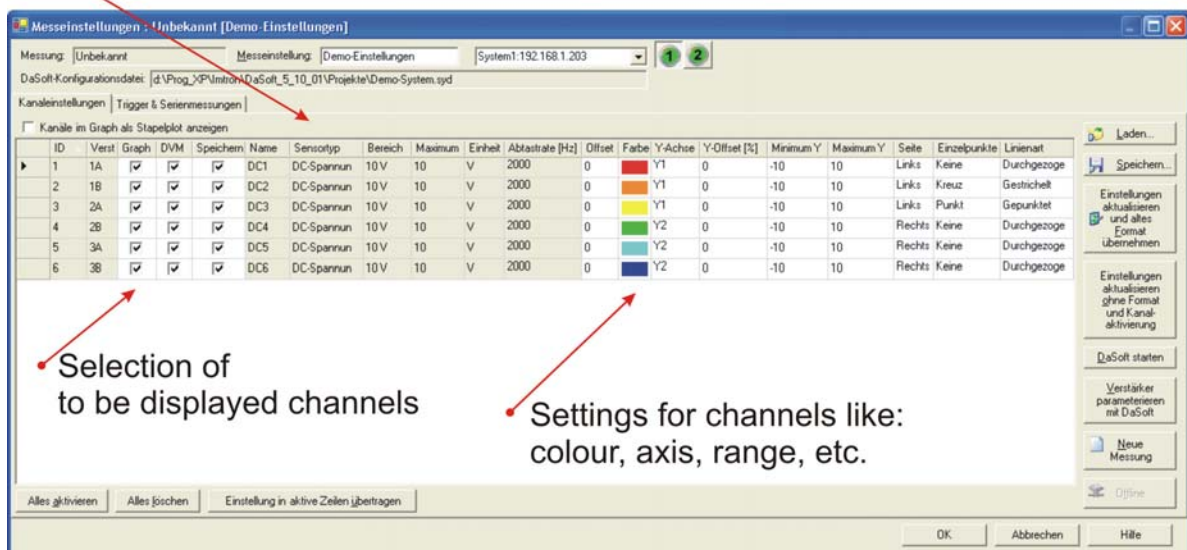 Messeinstellungen : Unbekannt [Demo-Einstellungen]
Messung: Unbekannt Messeinstellung: Demo-Einstellungen System1:192.168.1.203 1 2
DaSoft-Konfigurationsdatei: d:\Prog_XP\Imtron\DaSoft_5_10_01\Projekte\Demo-System.syd
Kanaleinstellungen Trigger & Serienmessungen
Kanäle im Graph als Stapelplot anzeigen
ID Verst Graph DVM Speichern Name Sensortyp Bereich Maximum Einheit Abtastrate [Hz] Offset Farbe Y-Achse Y-Offset [%] Minimum Y Maximum Y Seite Einzelpunkte Linienart
1 1A DC1 DC-Spannun 10 V 10 V 2000 0 Y1 0 -10 10 Links Keine Durchgezoge
2 1B DC2 DC-Spannun 10 V 10 V 2000 0 Y1 0 -10 10 Links Kreuz Gestrichelt
3 2A DC3 DC-Spannun 10 V 10 V 2000 0 Y1 0 -10 10 Links Punkt Gepunktet
4 2B DC4 DC-Spannun 10 V 10 V 2000 0 Y2 0 -10 10 Rechts Keine Durchgezoge
5 3A DC5 DC-Spannun 10 V 10 V 2000 0 Y2 0 -10 10 Rechts Keine Durchgezoge
6 3B DC6 DC-Spannun 10 V 10 V 2000 0 Y2 0 -10 10 Rechts Keine Durchgezoge
Selection of
to be displayed channels
Settings for channels like:
colour, axis, range, etc.
Laden...
Speichern...
Einstellungen
aktualisieren
und altes
Format
übernehmen
Einstellungen
aktualisieren
ohne Format
und Kanal-
aktivierung
DaSoft starten
Verstärker
parameterieren
mit DaSoft
Neue
Messung
Offline
Alles aktivieren Alles löschen Einstellung in aktive Zeilen übertragen
OK Abbrechen Hilfe